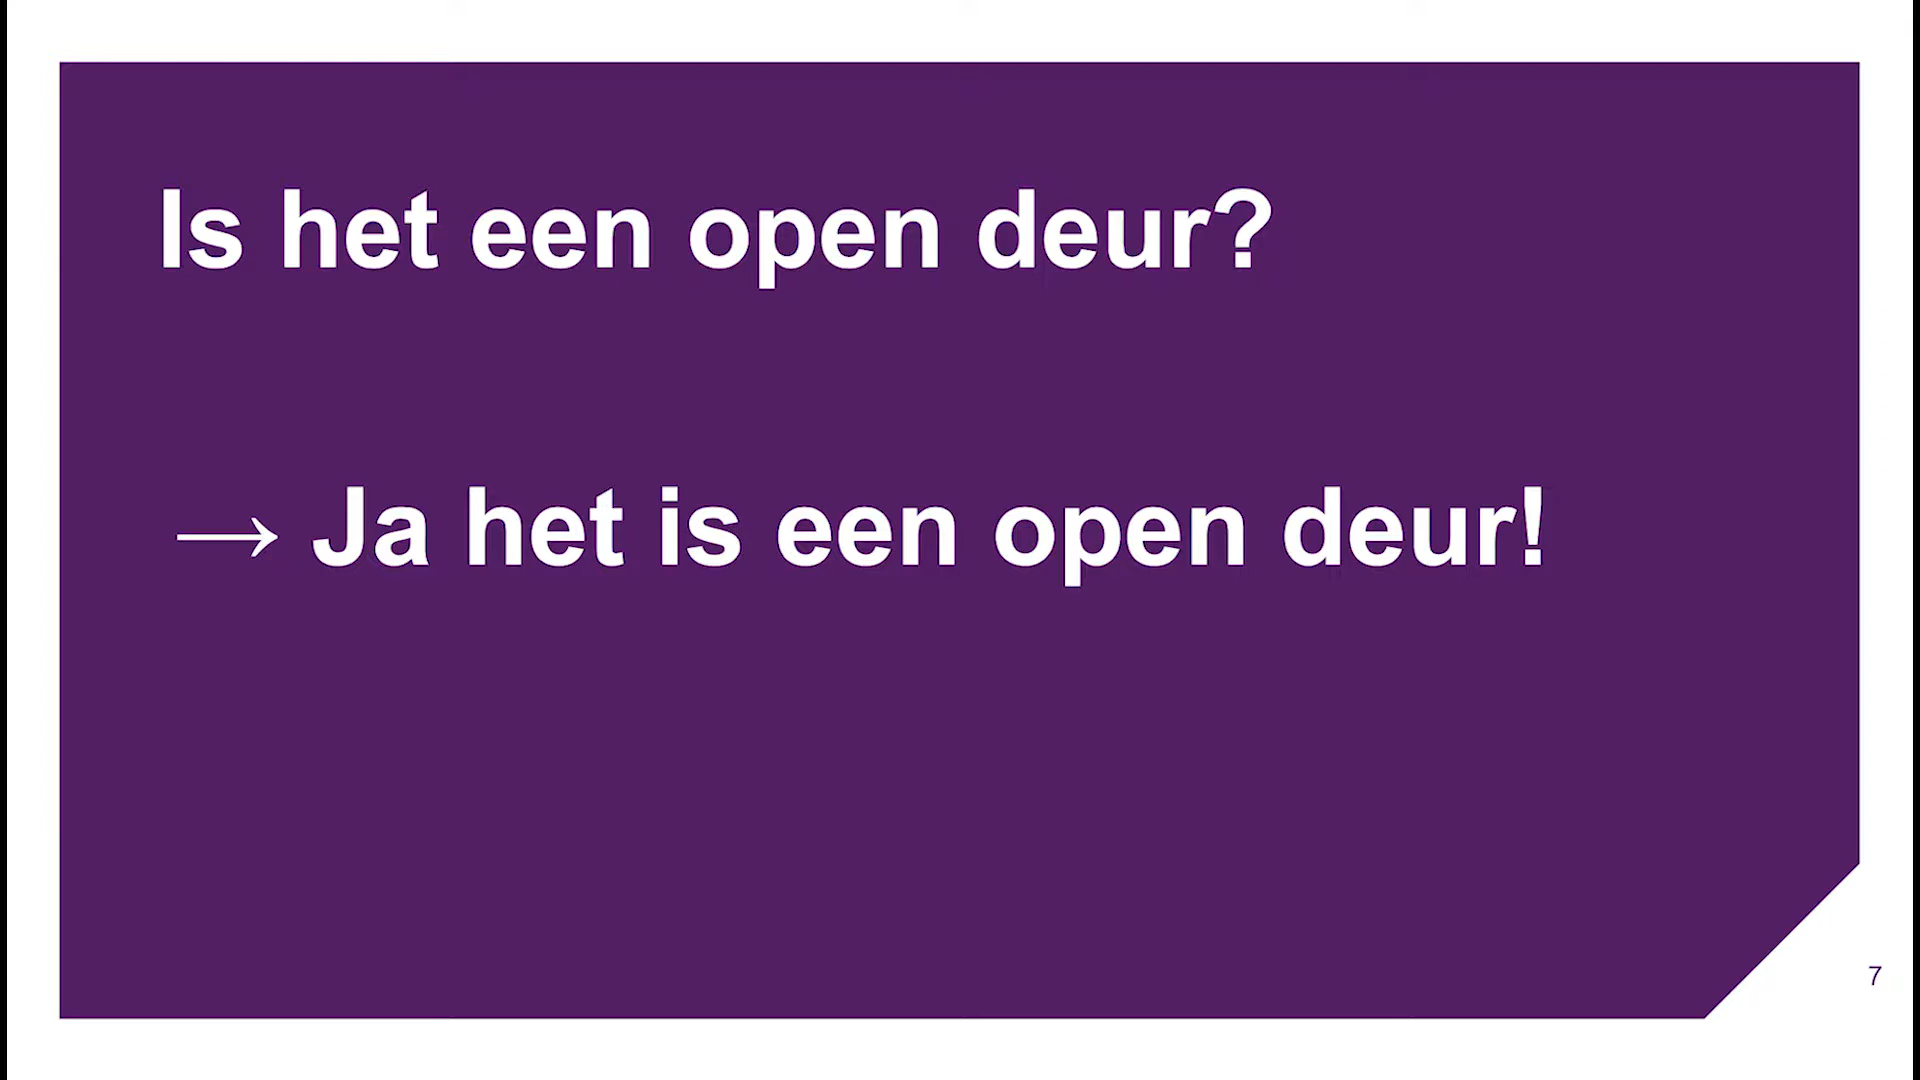 Is het een open deur?
→ Ja het is een open deur!
7